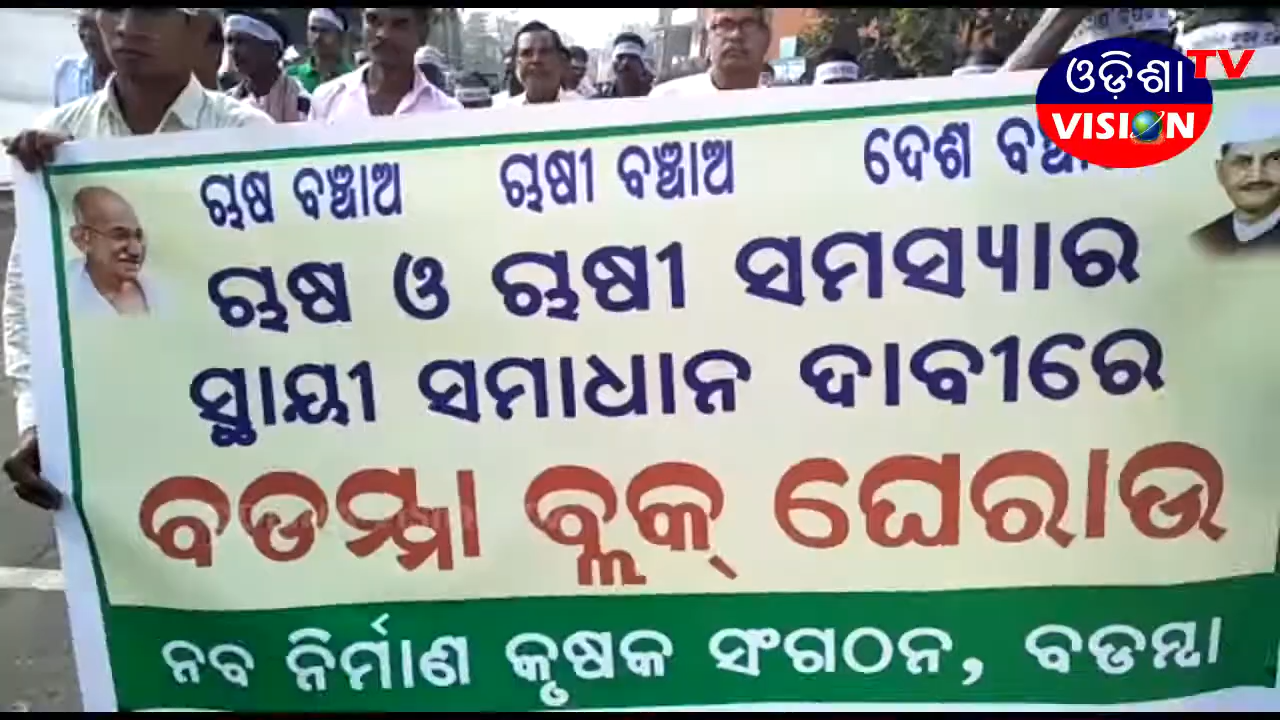 ଓଡ଼ିଶା TV
VISION
ଚାଷ ବଞ୍ଚାଅ ଚାଷୀ ବଞ୍ଚାଅ ଦେଶ
ଚାଷ ଓ ଚାଷୀ ସମସ୍ୟାର
ସ୍ଥାୟୀ ସମାଧାନ ଦାବୀରେ
ବଡମ୍ବା ବ୍ଲକ୍ ଘେରାଉ
ନବ ନିର୍ମାଣ କୃଷକ ସଂଗଠନ, ବଡମ୍ବା